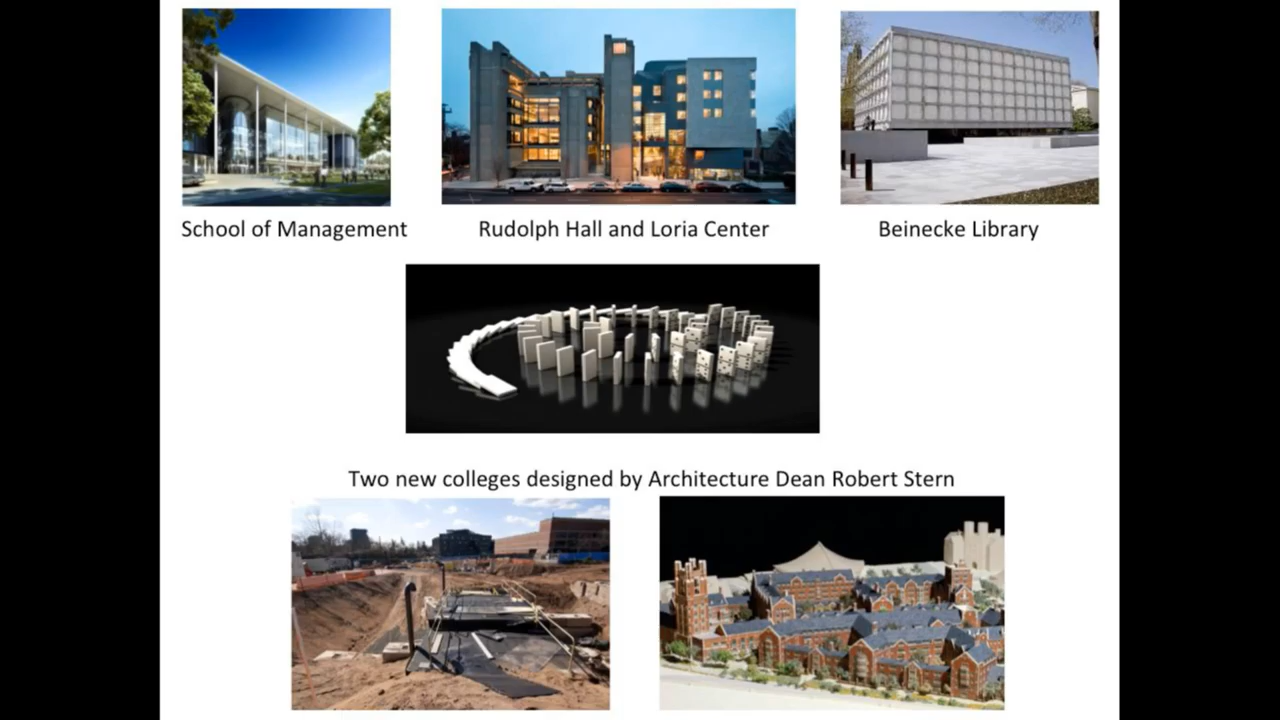 School of Management
Rudolph Hall and Loria Center
Beinecke Library
Two new colleges designed by Architecture Dean Robert Stern